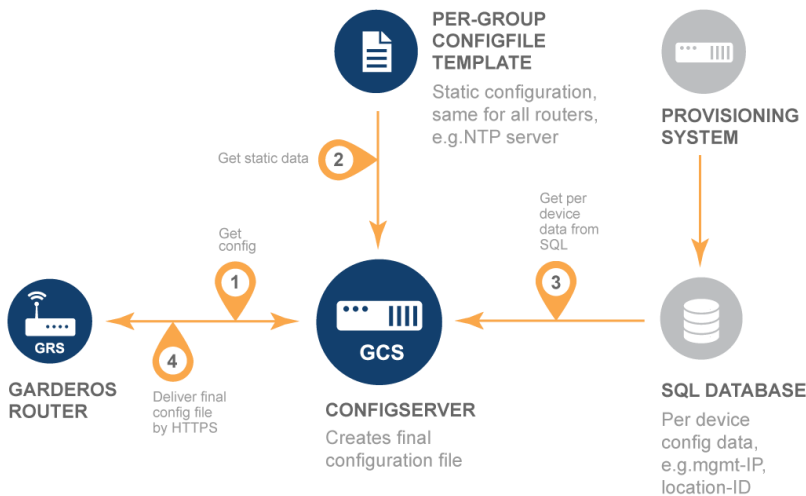 PER-GROUP
CONFIGFILE
TEMPLATE
Static configuration,
same for all routers,
e.g.NTP server
PROVISIONING
SYSTEM
Get static data
2
Get
config
1
Get per
device
data from
SQL
3
GRS
GARDEROS
ROUTER
4
Deliver final
config file
by HTTPS
GCS
CONFIGSERVER
Creates final
configuration file
SQL DATABASE
Per device
config data,
e.g.mgmt-IP,
location-ID